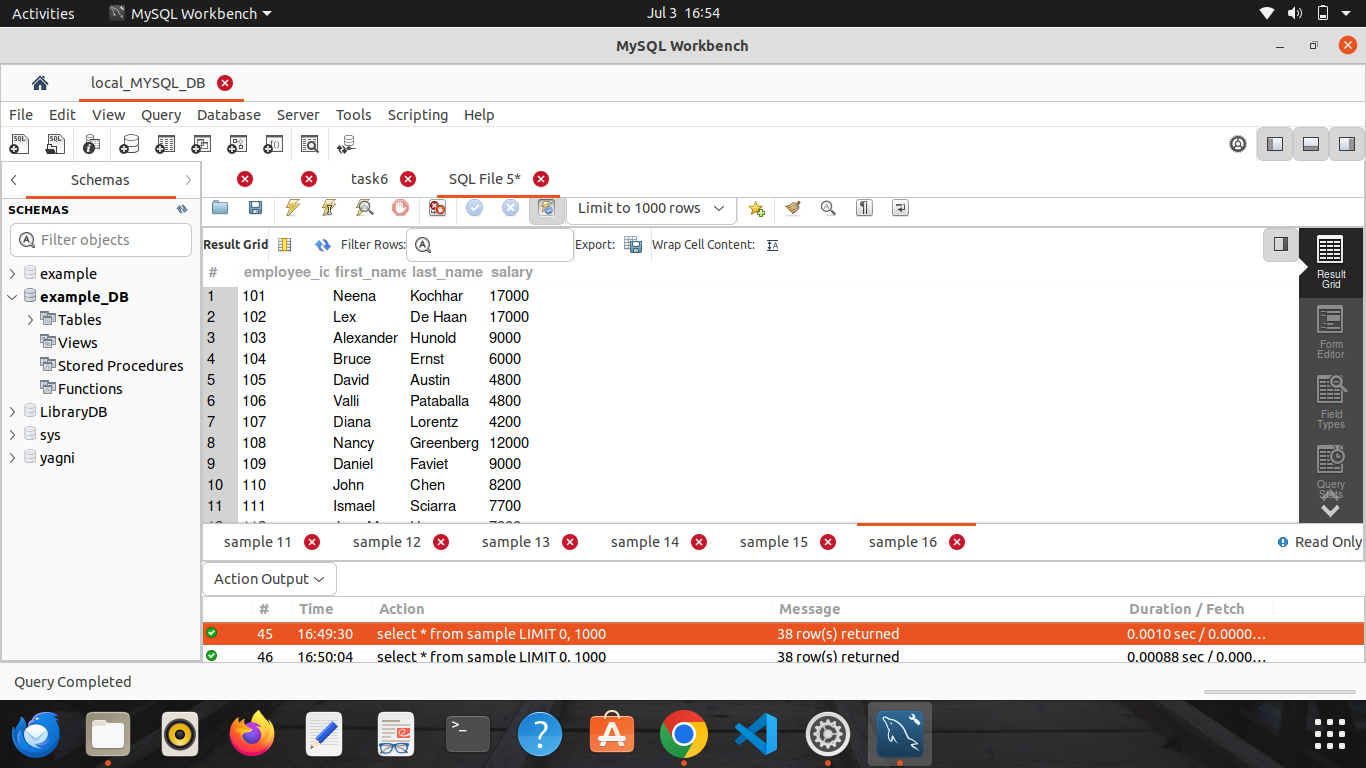 Activities MySQL Workbench Jul 3 16:54
MySQL Workbench
local_MYSQL_DB
File Edit View Query Database Server Tools Scripting Help
Schemas task6 SQL File 5*
SCHEMAS
Limit to 1000 rows
Filter objects
Result Grid Filter Rows: Export: Wrap Cell Content:
# employee_id first_name last_name salary
1 101 Neena Kochhar 17000
2 102 Lex De Haan 17000
3 103 Alexander Hunold 9000
4 104 Bruce Ernst 6000
5 105 David Austin 4800
6 106 Valli Pataballa 4800
7 107 Diana Lorentz 4200
8 108 Nancy Greenberg 12000
9 109 Daniel Faviet 9000
10 110 John Chen 8200
11 111 Ismael Sciarra 7700
example
example_DB
Tables
Views
Stored Procedures
Functions
LibraryDB
sys
yagni
Result
Grid
Form
Editor
Field
Types
Query
Stats
sample 11 sample 12 sample 13 sample 14 sample 15 sample 16 Read Only
Action Output
# Time Action Message Duration / Fetch
45 16:49:30 select * from sample LIMIT 0, 1000 38 row(s) returned 0.0010 sec / 0.0000...
46 16:50:04 select * from sample LIMIT 0, 1000 38 row(s) returned 0.00088 sec / 0.000...
Query Completed